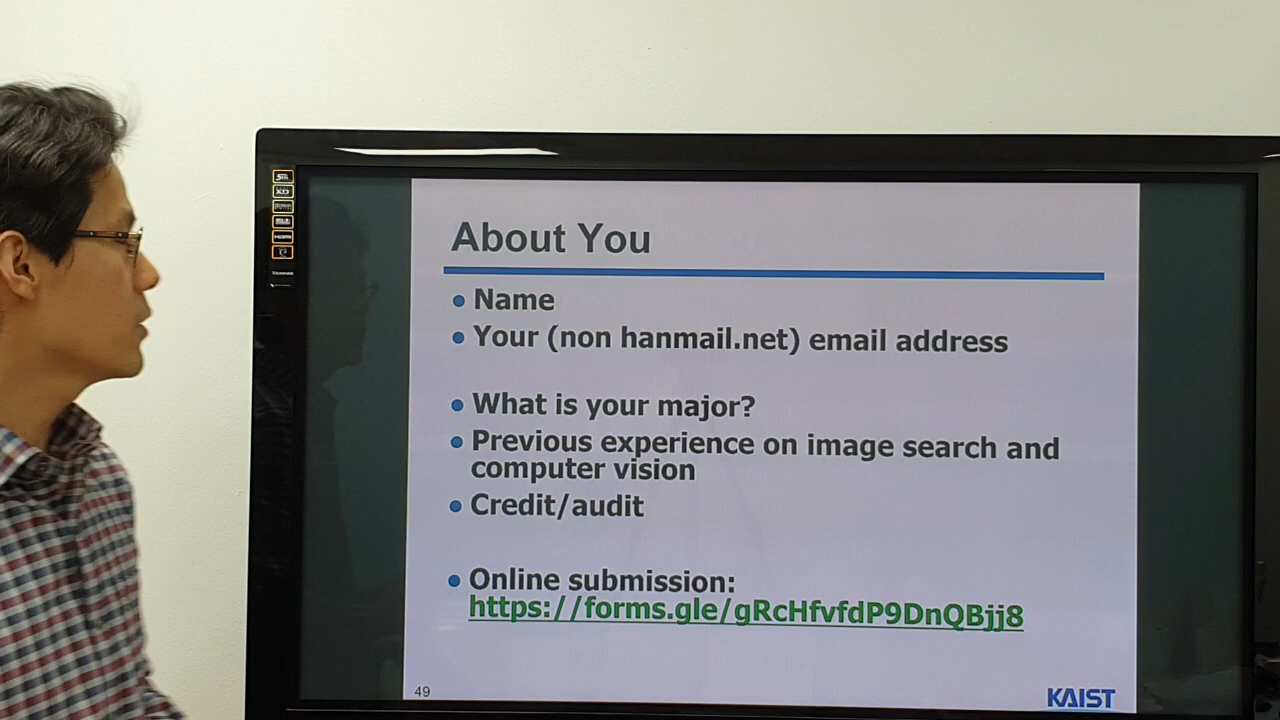 About You
Name
Your (non hanmail.net) email address
What is your major?
Previous experience on image search and
computer vision
Credit/audit
Online submission:
https://forms.gle/gRcHfvfdP9DnQBjj8
49
KAIST